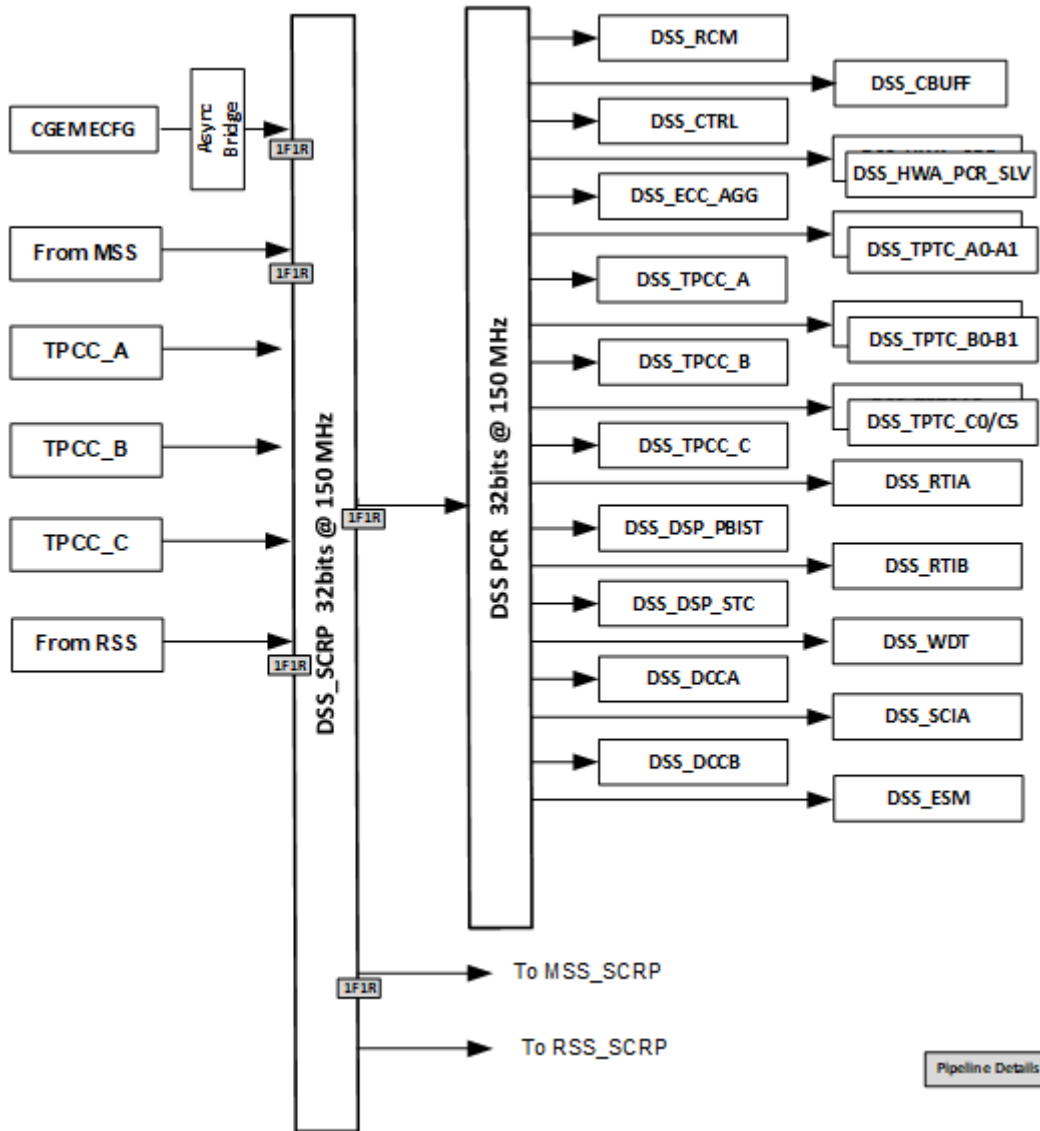 CGEMECFG
Async
Bridge
1F1R
From MSS
1F1R
TPCC_A
TPCC_B
TPCC_C
From RSS
1F1R
DSS_SCRP 32bits @ 150 MHz
1F1R
1F1R
To MSS_SCRP
To RSS_SCRP
DSS PCR 32bits @ 150 MHz
DSS_RCM
DSS_CBUFF
DSS_CTRL
DSS_HWA_PCR_SLV
DSS_ECC_AGG
DSS_TPTC_A0-A1
DSS_TPCC_A
DSS_TPTC_B0-B1
DSS_TPCC_B
DSS_TPTC_C0/C5
DSS_TPCC_C
DSS_RTIA
DSS_DSP_PBIST
DSS_RTIB
DSS_DSP_STC
DSS_WDT
DSS_DCCA
DSS_SCIA
DSS_DCCB
DSS_ESM
Pipeline Details